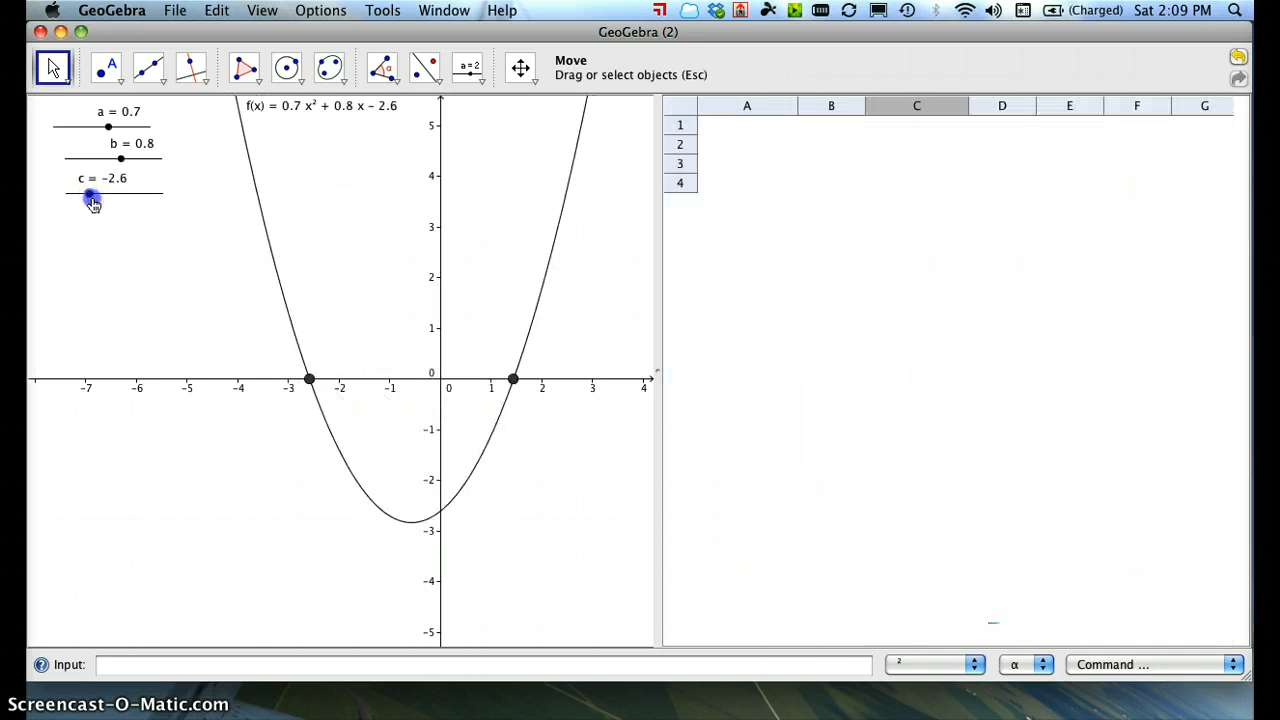 GeoGebra File Edit View Options Tools Window Help (Charged) Sat 2:09 PM
GeoGebra (2)
A a = 2 Move
Drag or select objects (Esc)
a = 0.7
b = 0.8
c = -2.6
f(x) = 0.7 x² + 0.8 x – 2.6
5
4
3
2
1
0
-7 -6 -5 -4 -3 -2 -1 0 1 2 3 4
-1
-2
-3
-4
-5
A B C D E F G
1
2
3
4
Input: ² α Command ...
Screencast-O-Matic.com